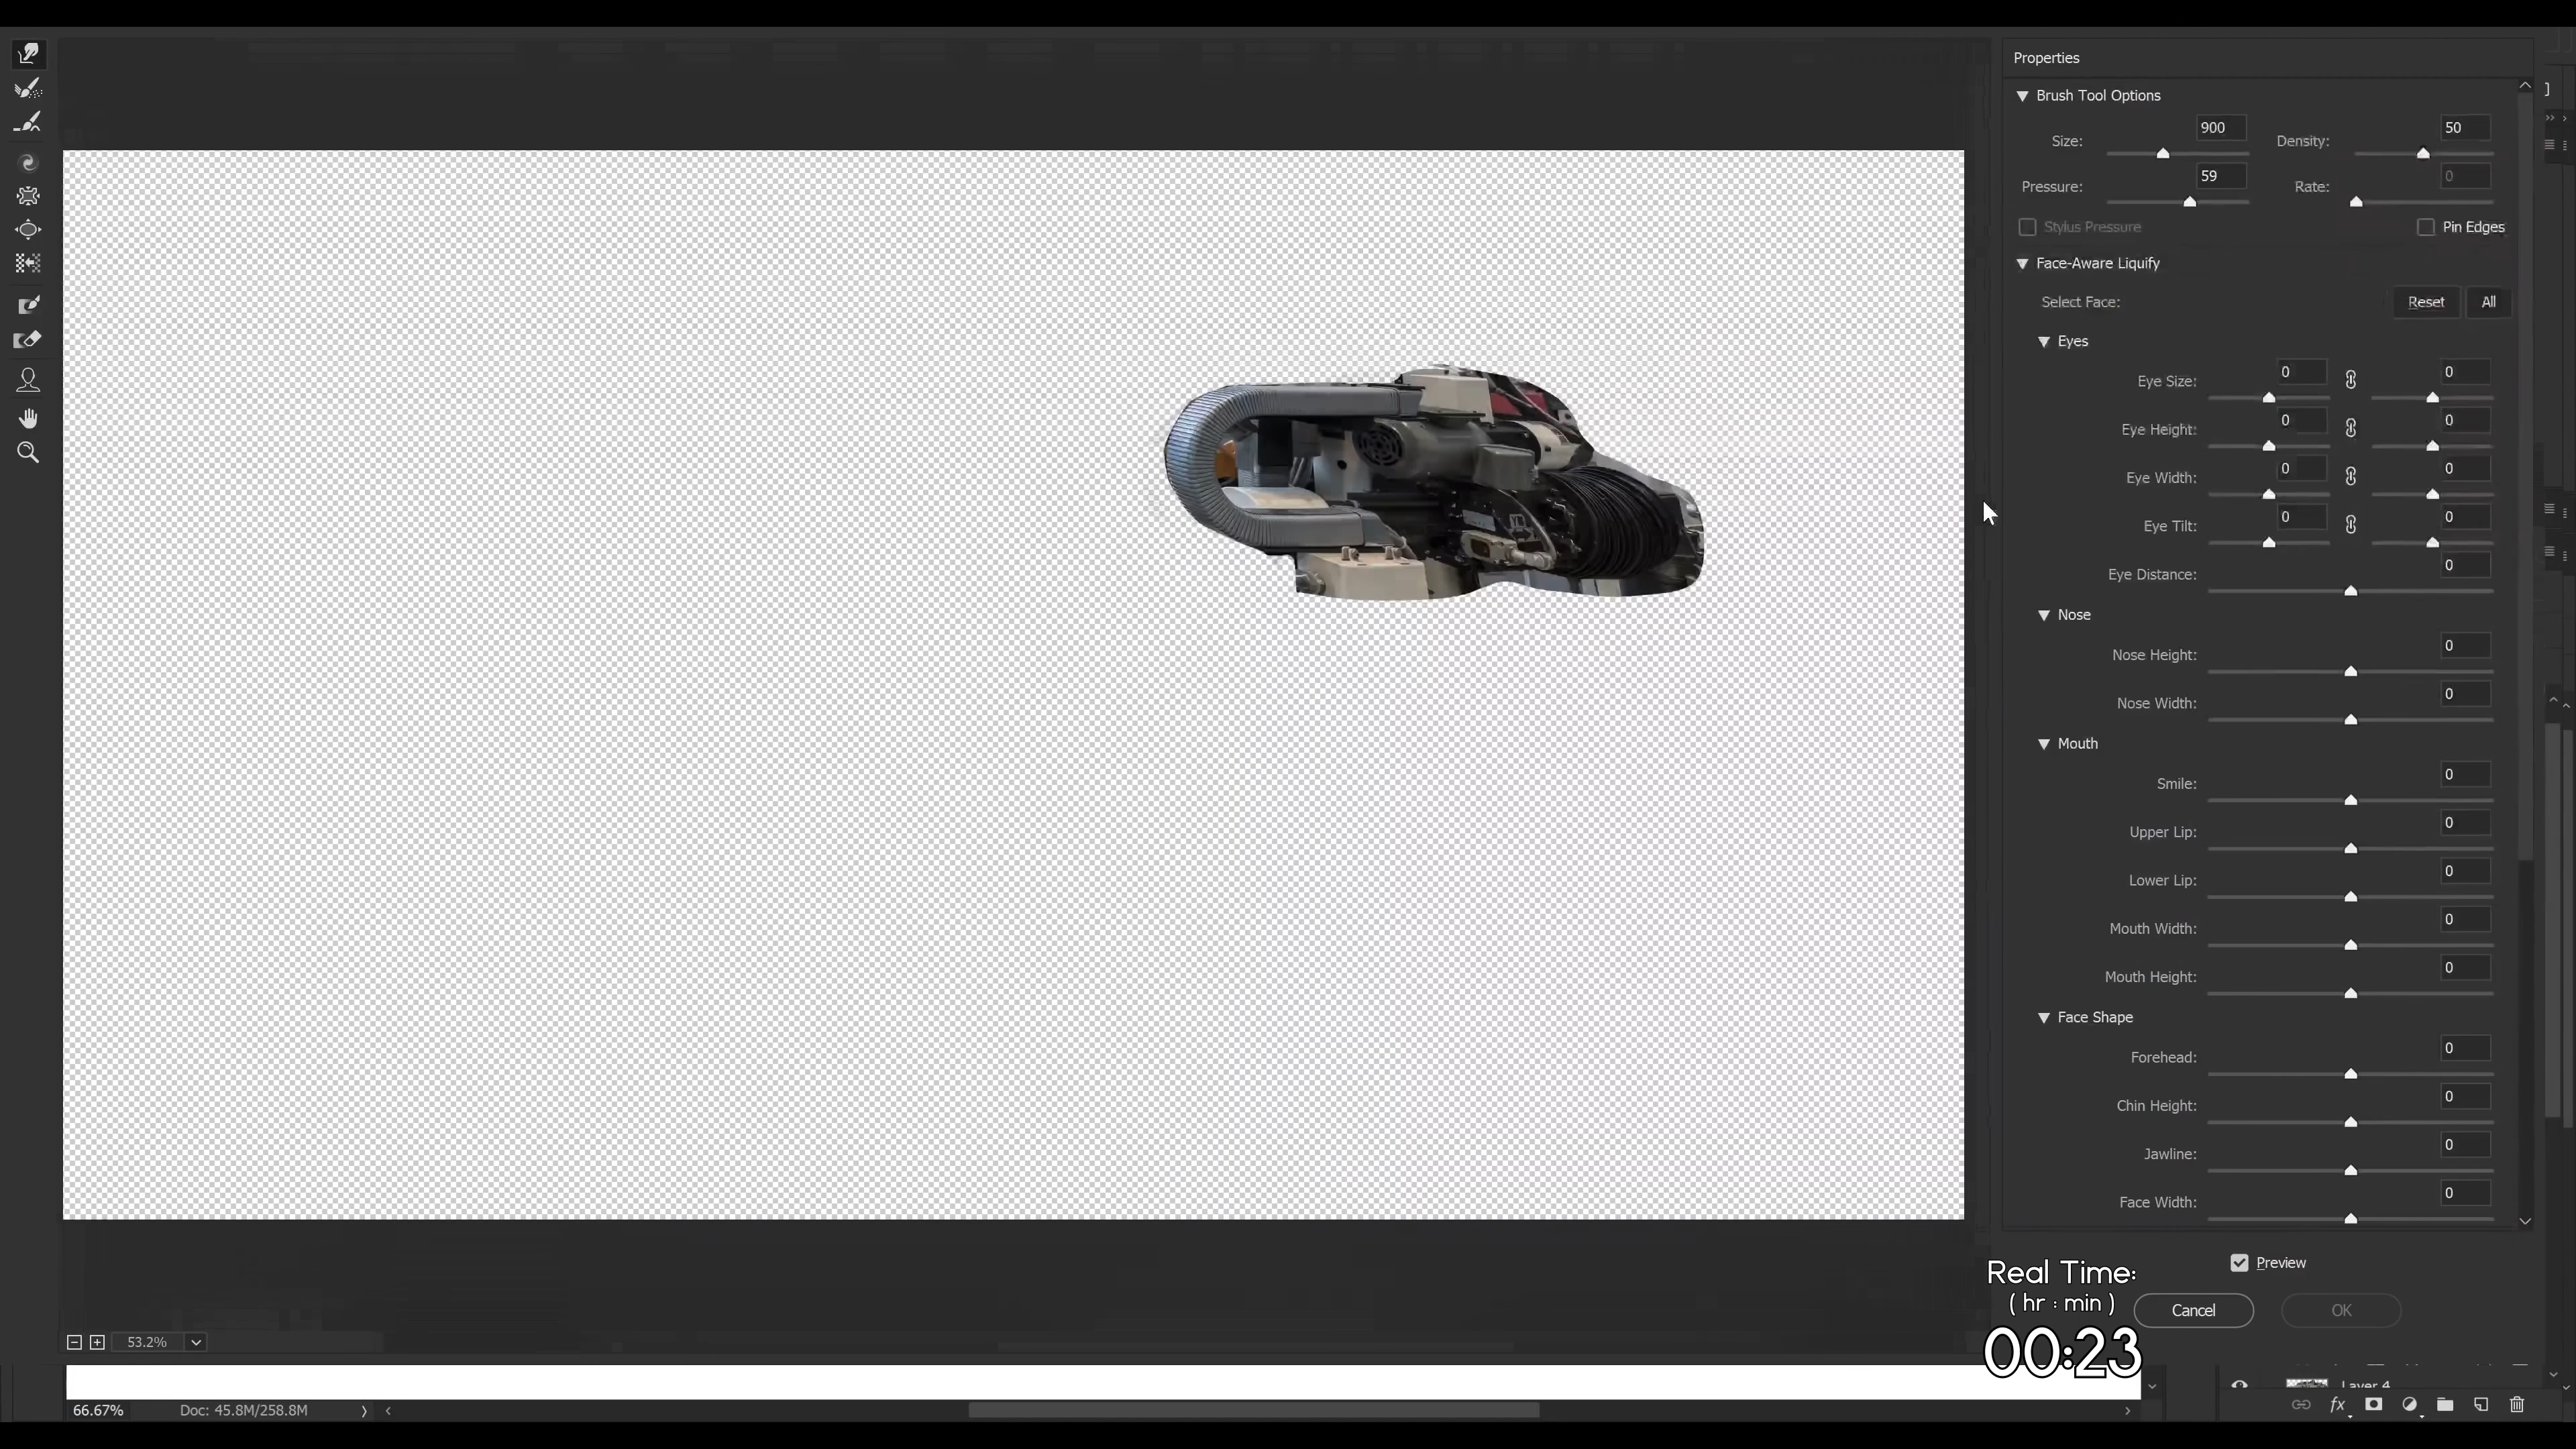 Properties
Brush Tool Options
Size: 900 Density: 50
Pressure: 59 Rate: 0
Stylus Pressure Pin Edges
Face-Aware Liquify
Select Face: Reset All
Eyes
Eye Size: 0 0
Eye Height: 0 0
Eye Width: 0 0
Eye Tilt: 0 0
Eye Distance: 0
Nose
Nose Height: 0
Nose Width: 0
Mouth
Smile: 0
Upper Lip: 0
Lower Lip: 0
Mouth Width: 0
Mouth Height: 0
Face Shape
Forehead: 0
Chin Height: 0
Jawline: 0
Face Width: 0
Preview
Real Time:
( hr : min )
00:23
Cancel OK
53.2%
Layer 4
66.67% Doc: 45.8M/258.8M
fx